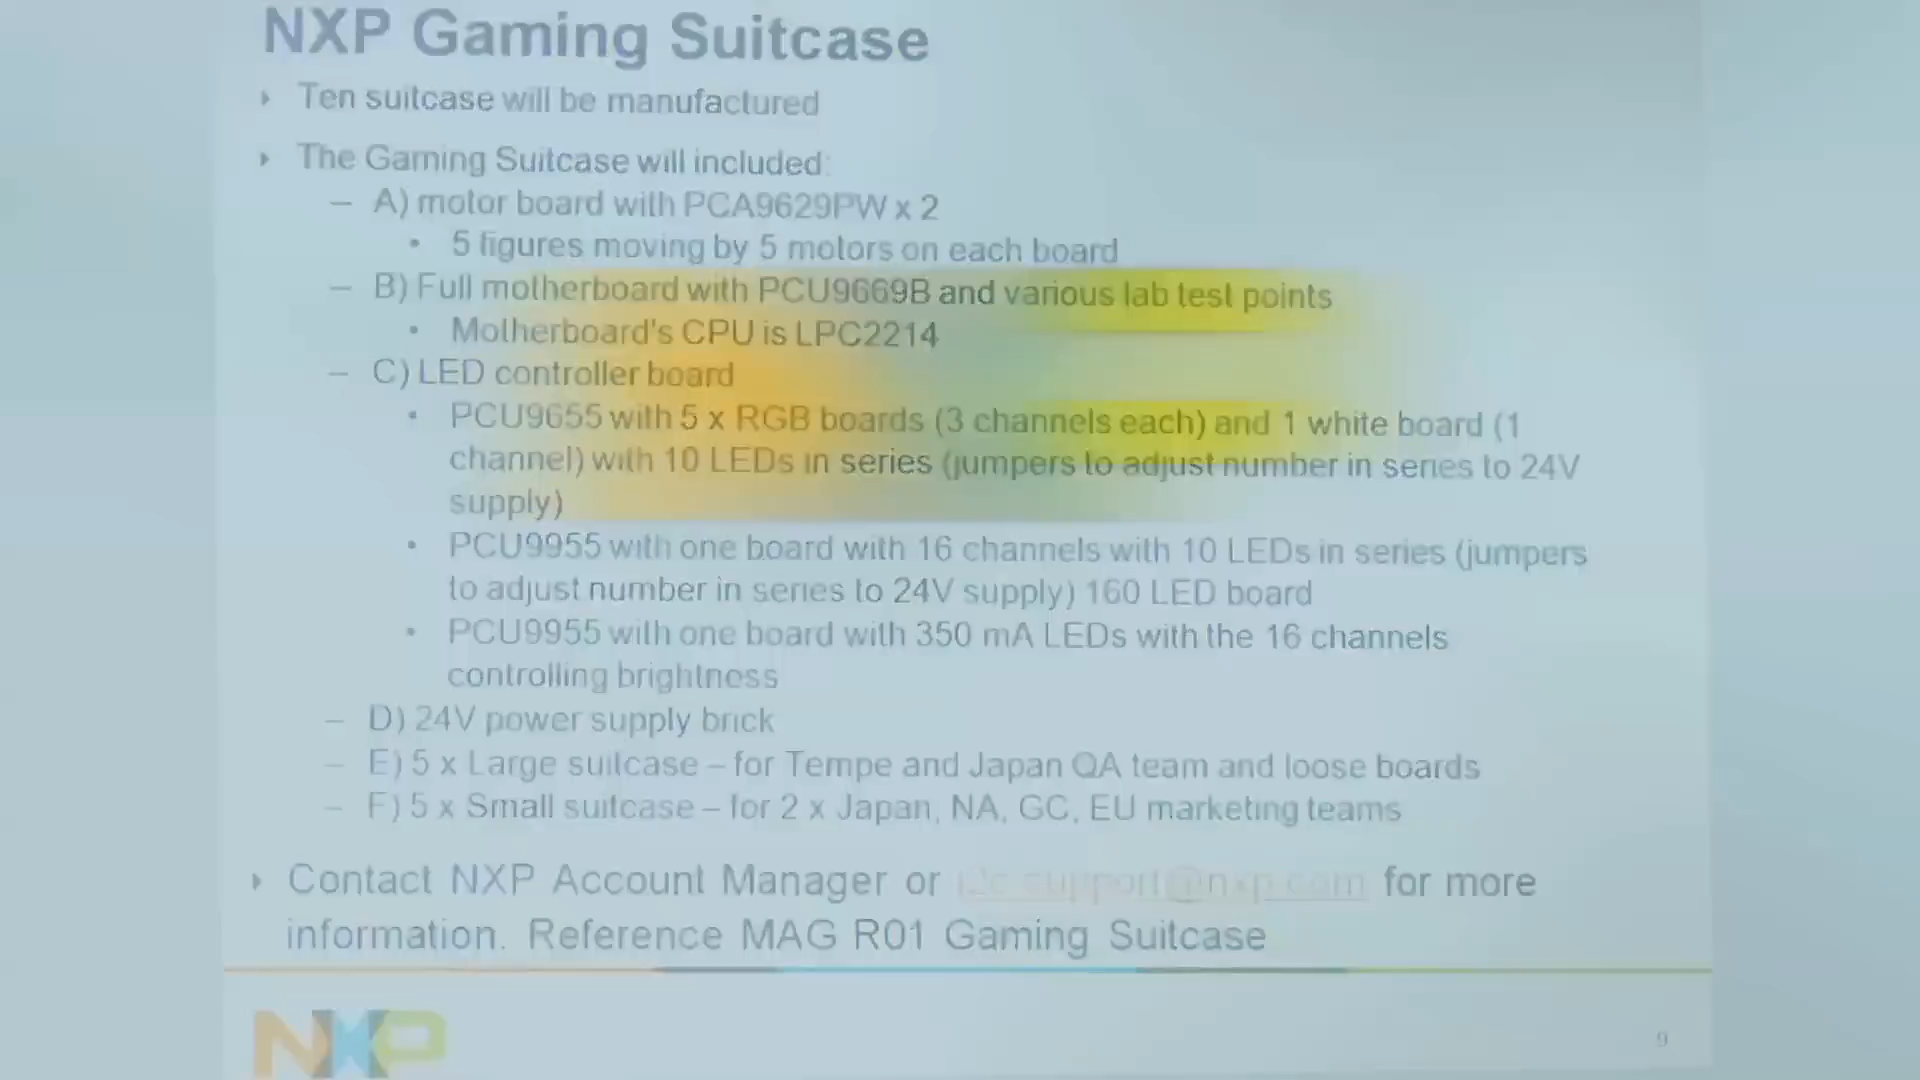 NXP Gaming Suitcase
Ten suitcase will be manufactured
The Gaming Suitcase will included:
– A) motor board with PCA9629PW x 2
• 5 figures moving by 5 motors on each board
– B) Full motherboard with PCU9669B and various lab test points
• Motherboard's CPU is LPC2214
– C) LED controller board
• PCU9655 with 5 x RGB boards (3 channels each) and 1 white board (1
channel) with 10 LEDs in series (jumpers to adjust number in series to 24V
supply)
• PCU9955 with one board with 16 channels with 10 LEDs in series (jumpers
to adjust number in series to 24V supply) 160 LED board
• PCU9955 with one board with 350 mA LEDs with the 16 channels
controlling brightness
– D) 24V power supply brick
– E) 5 x Large suitcase – for Tempe and Japan QA team and loose boards
– F) 5 x Small suitcase – for 2 x Japan, NA, GC, EU marketing teams
Contact NXP Account Manager or i2c.support@nxp.com for more
information. Reference MAG R01 Gaming Suitcase
NXP
9